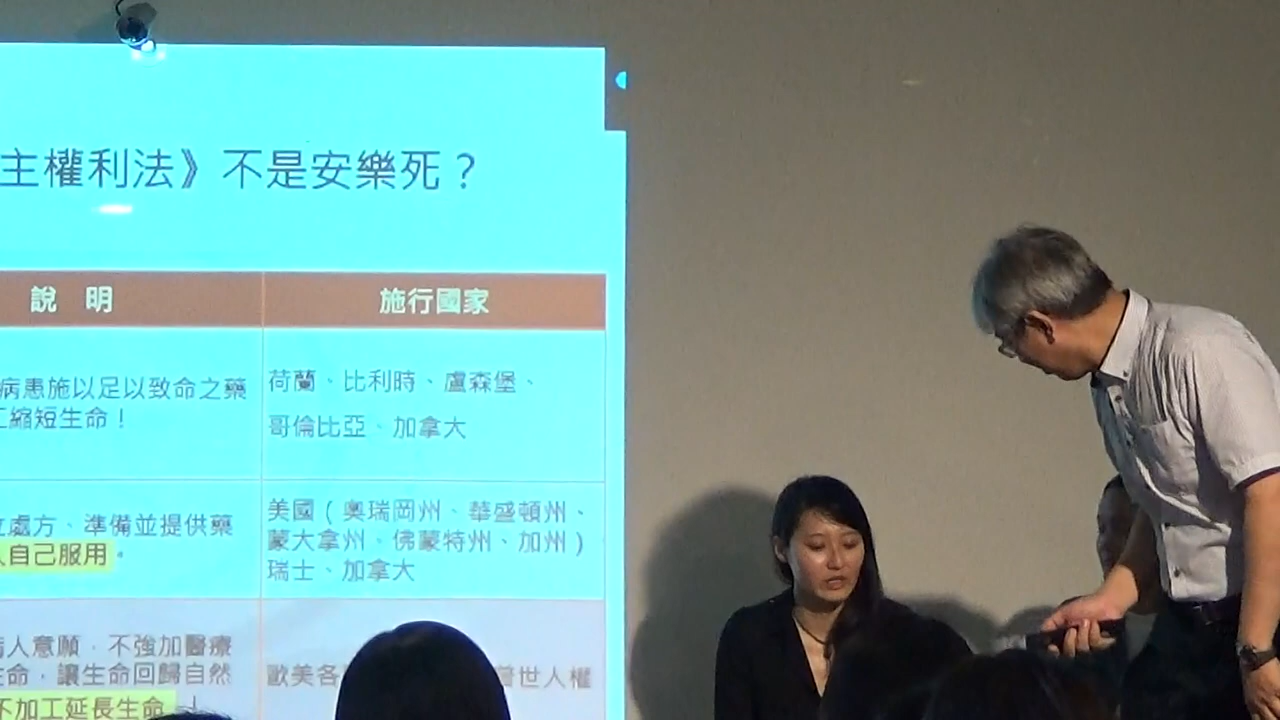 主權利法》不是安樂死？
說 明
施行國家
病患施以足以致命之藥
工縮短生命！
荷蘭、比利時、盧森堡、
哥倫比亞、加拿大
處方、準備並提供藥
人自己服用。
美國（奧瑞岡州、華盛頓州、
蒙大拿州、佛蒙特州、加州）
瑞士、加拿大
病人意願，不強加醫療
生命，讓生命回歸自然
不加工延長生命
歐美各
普世人權